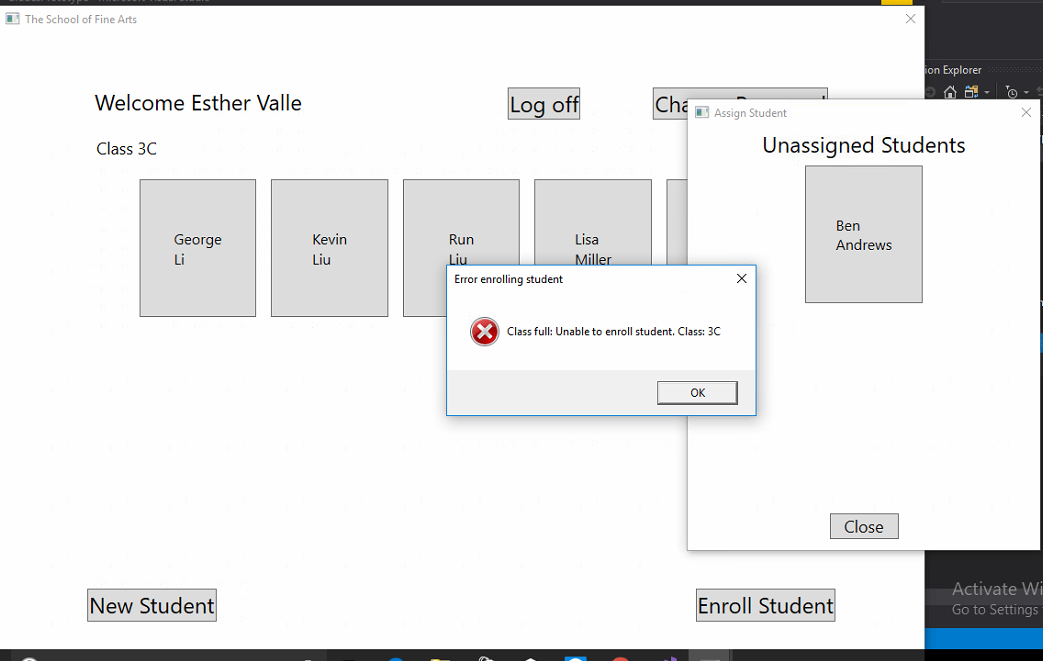 The School of Fine Arts
ion Explorer
Welcome Esther Valle
Log off
Assign Student
Unassigned Students
Class 3C
George
Li
Kevin
Liu
Run
Liu
Lisa
Miller
Ben
Andrews
Error enrolling student
Class full: Unable to enroll student. Class: 3C
OK
Close
New Student
Enroll Student
Activate Wi
Go to Settings